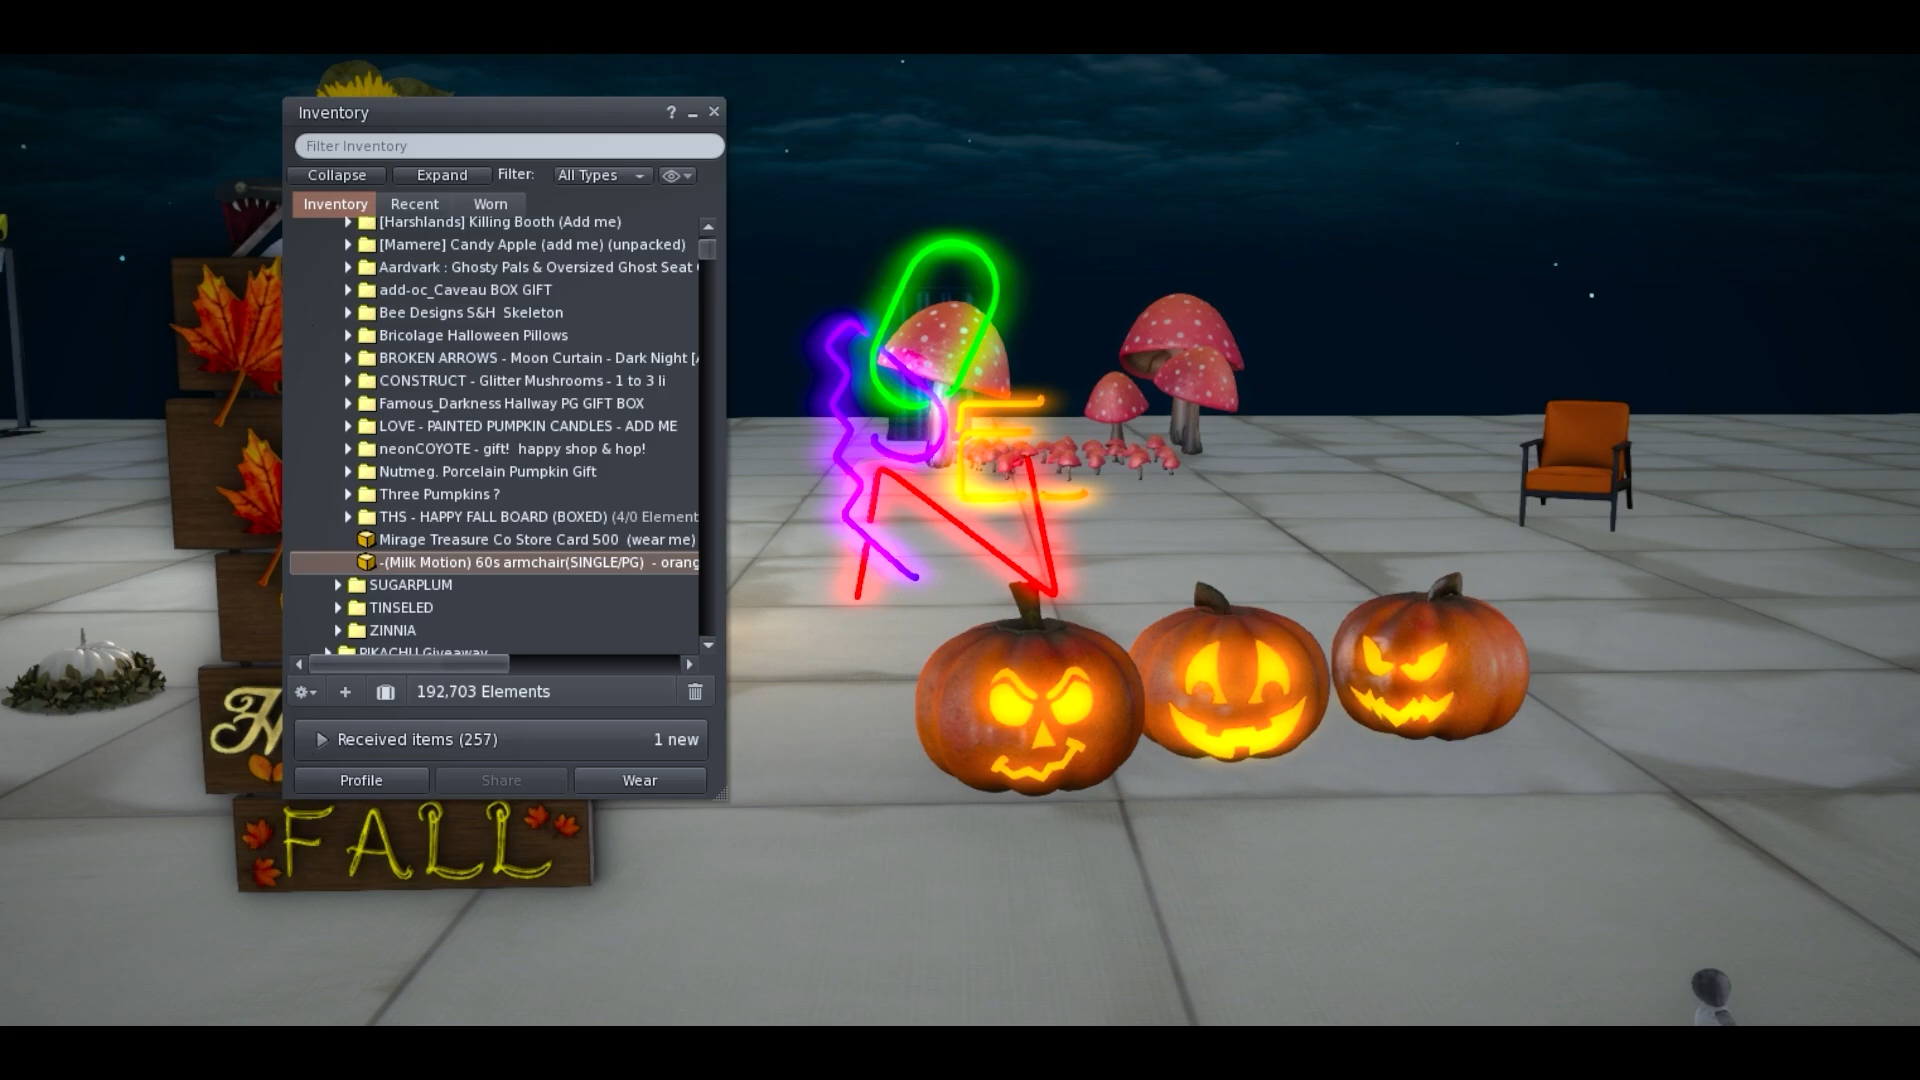 Inventory
Filter Inventory
Collapse Expand Filter: All Types
Inventory Recent Worn
[Harshlands] Killing Booth (Add me)
[Mamere] Candy Apple (add me) (unpacked)
Aardvark : Ghosty Pals & Oversized Ghost Seat
add-oc_Caveau BOX GIFT
Bee Designs S&H Skeleton
Bricolage Halloween Pillows
BROKEN ARROWS - Moon Curtain - Dark Night [
CONSTRUCT - Glitter Mushrooms - 1 to 3 li
Famous_Darkness Hallway PG GIFT BOX
LOVE - PAINTED PUMPKIN CANDLES - ADD ME
neonCOYOTE - gift! happy shop & hop!
Nutmeg. Porcelain Pumpkin Gift
Three Pumpkins ?
THS - HAPPY FALL BOARD (BOXED) (4/0 Element
Mirage Treasure Co Store Card 500 (wear me)
-(Milk Motion) 60s armchair(SINGLE/PG) - orang
SUGARPLUM
TINSELED
ZINNIA
PIKACHU Giveaway
192,703 Elements
Received items (257) 1 new
Profile Share Wear
H
FALL